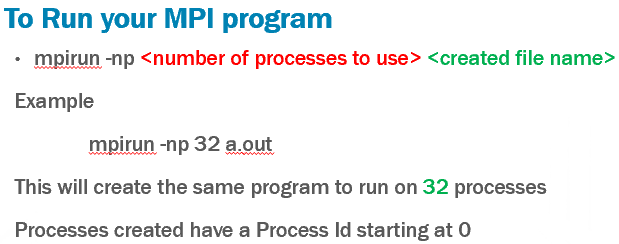 To Run your MPI program
• mpirun -np <number of processes to use> <created file name>
Example
mpirun -np 32 a.out
This will create the same program to run on 32 processes
Processes created have a Process Id starting at 0